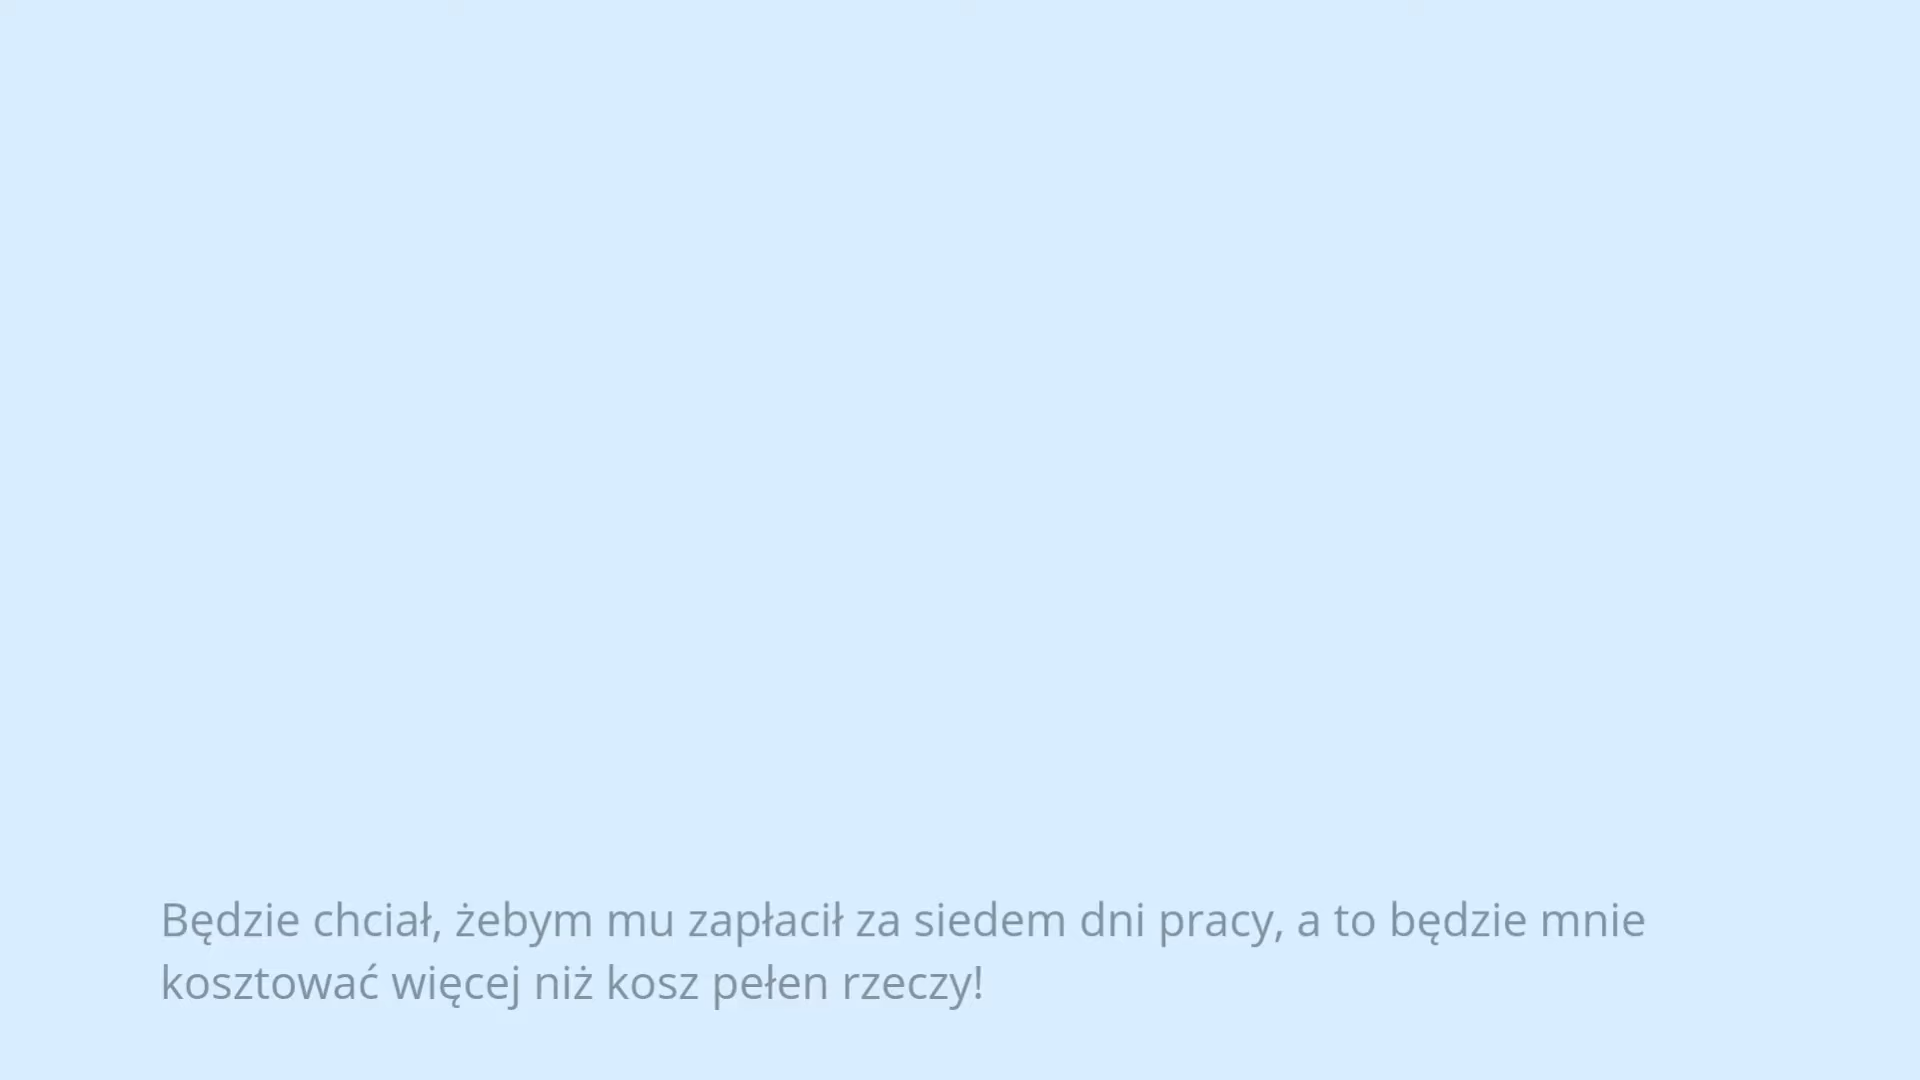 Będzie chciał, żebym mu zapłacił za siedem dni pracy, a to będzie mnie
kosztować więcej niż kosz pełen rzeczy!